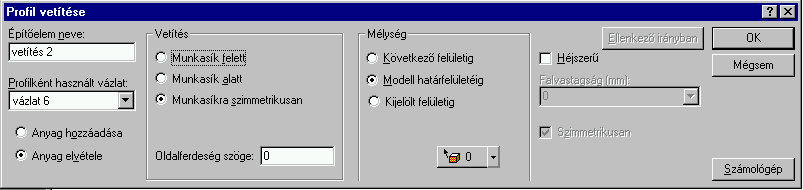 Profil vetítése
Építőelem neve:
vetítés 2
Profilként használt vázlat:
vázlat 6
Anyag hozzáadása
Anyag elvétele
Vetítés
Munkasík felett
Munkasík alatt
Munkasíkra szimmetrikusan
Oldalferdeség szöge:
0
Mélység
Következő felületig
Modell határfelületéig
Kijelölt felületig
0
Ellenkező irányban
Héjszerű
Falvastagság (mm):
0
Szimmetrikusan
OK
Mégsem
Számológép